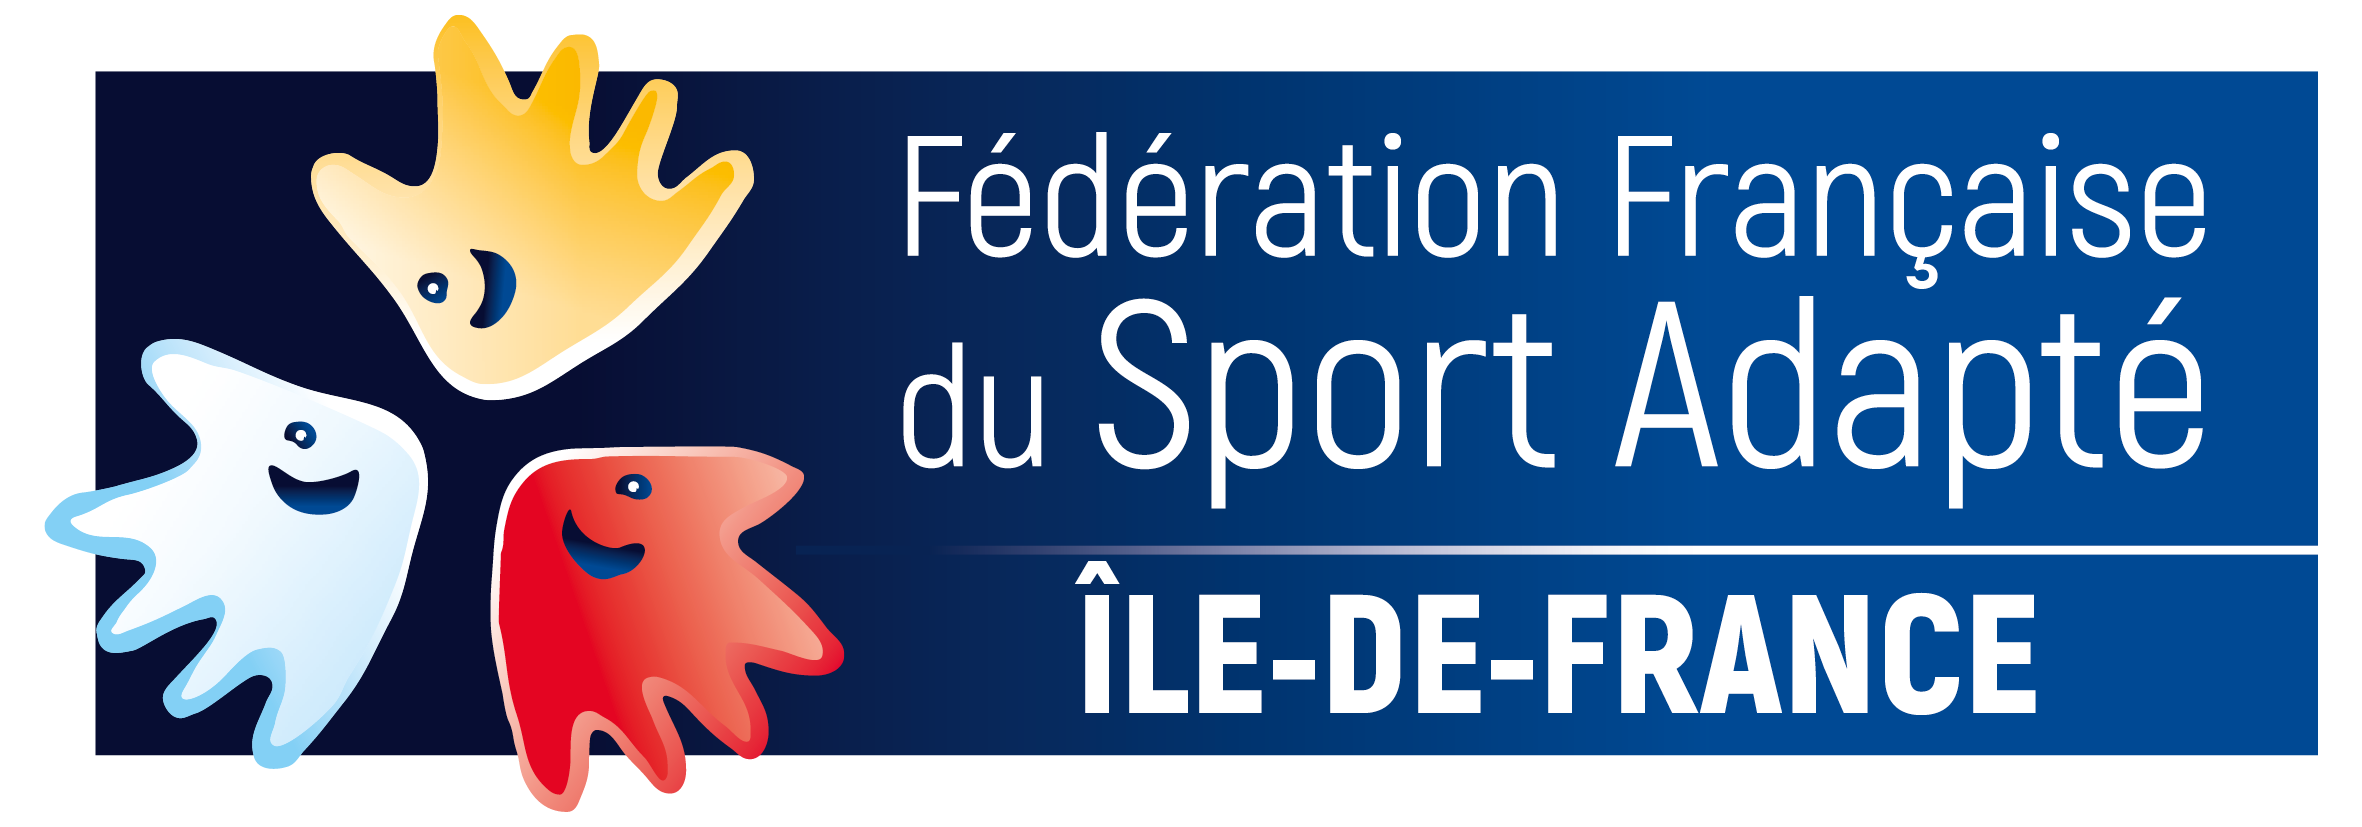 Fédération Française
du Sport Adapté
ÎLE-DE-FRANCE